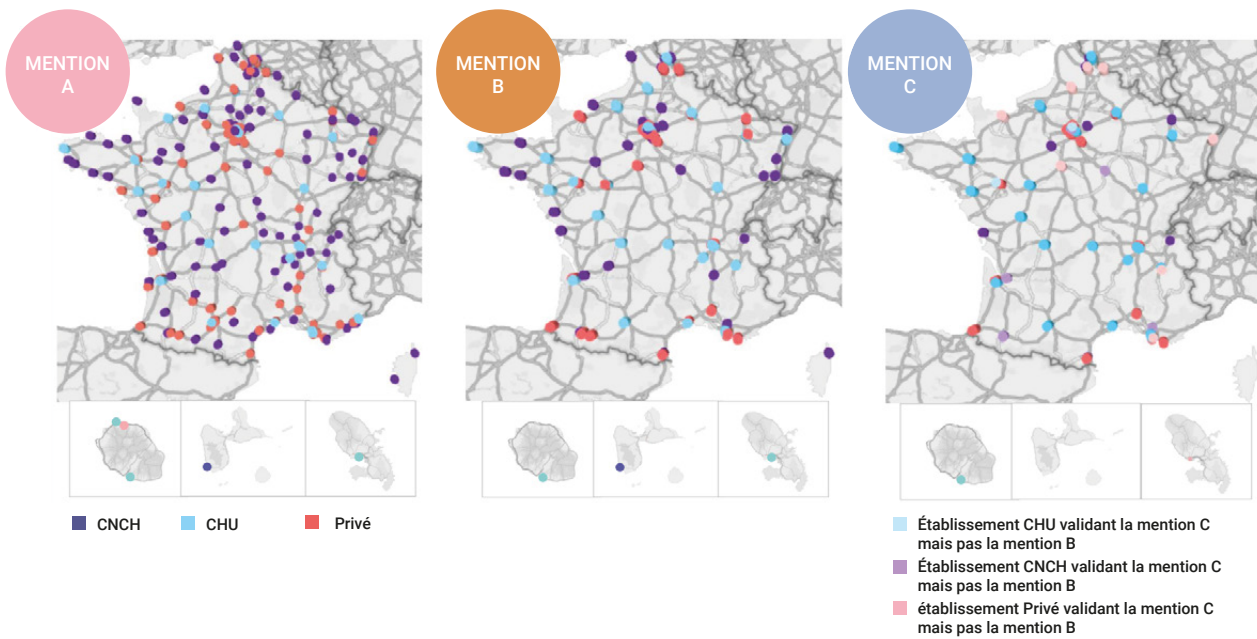 MENTION
A
MENTION
B
MENTION
C
CNCH
CHU
Privé
Établissement CHU validant la mention C
mais pas la mention B
Établissement CNCH validant la mention C
mais pas la mention B
établissement Privé validant la mention C
mais pas la mention B